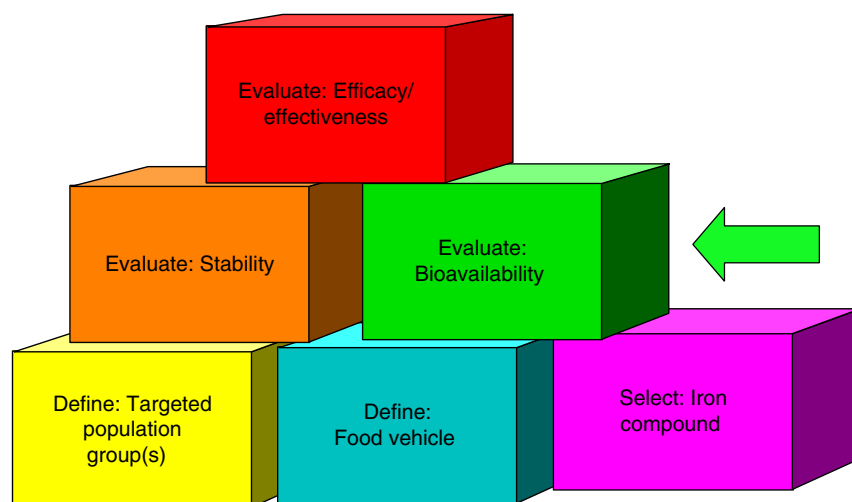 Evaluate: Efficacy/
effectiveness
Evaluate: Stability
Evaluate:
Bioavailability
Define: Targeted
population
group(s)
Define:
Food vehicle
Select: Iron
compound